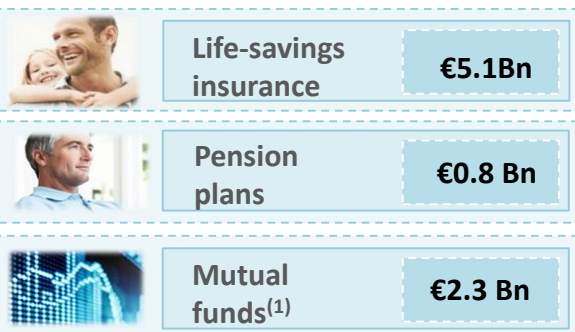 Life-savings
insurance
€5.1Bn
Pension
plans
€0.8 Bn
Mutual
funds(1)
€2.3 Bn